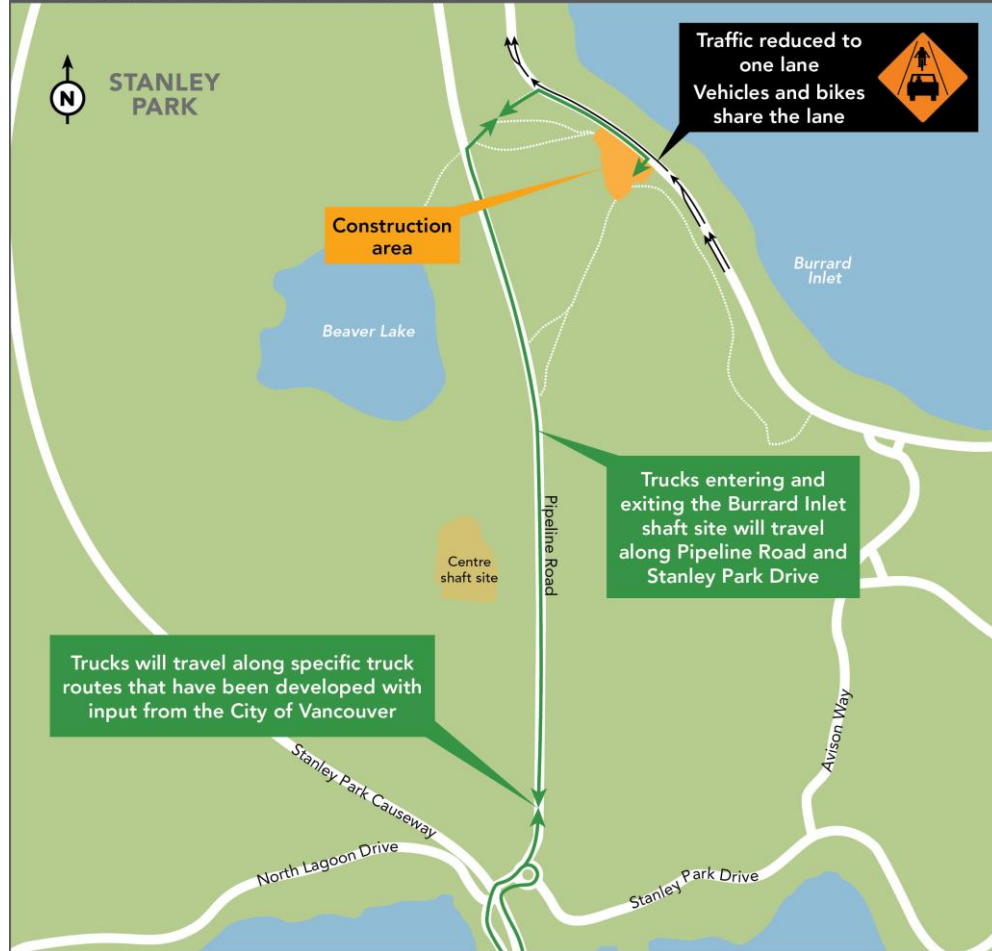 N
STANLEY
PARK
Traffic reduced to
one lane
Vehicles and bikes
share the lane
Construction
area
Burrard
Inlet
Beaver Lake
Trucks entering and
exiting the Burrard Inlet
shaft site will travel
along Pipeline Road and
Stanley Park Drive
Pipeline Road
Centre
shaft site
Trucks will travel along specific truck
routes that have been developed with
input from the City of Vancouver
Avison Way
Stanley Park Causeway
North Lagoon Drive
Stanley Park Drive